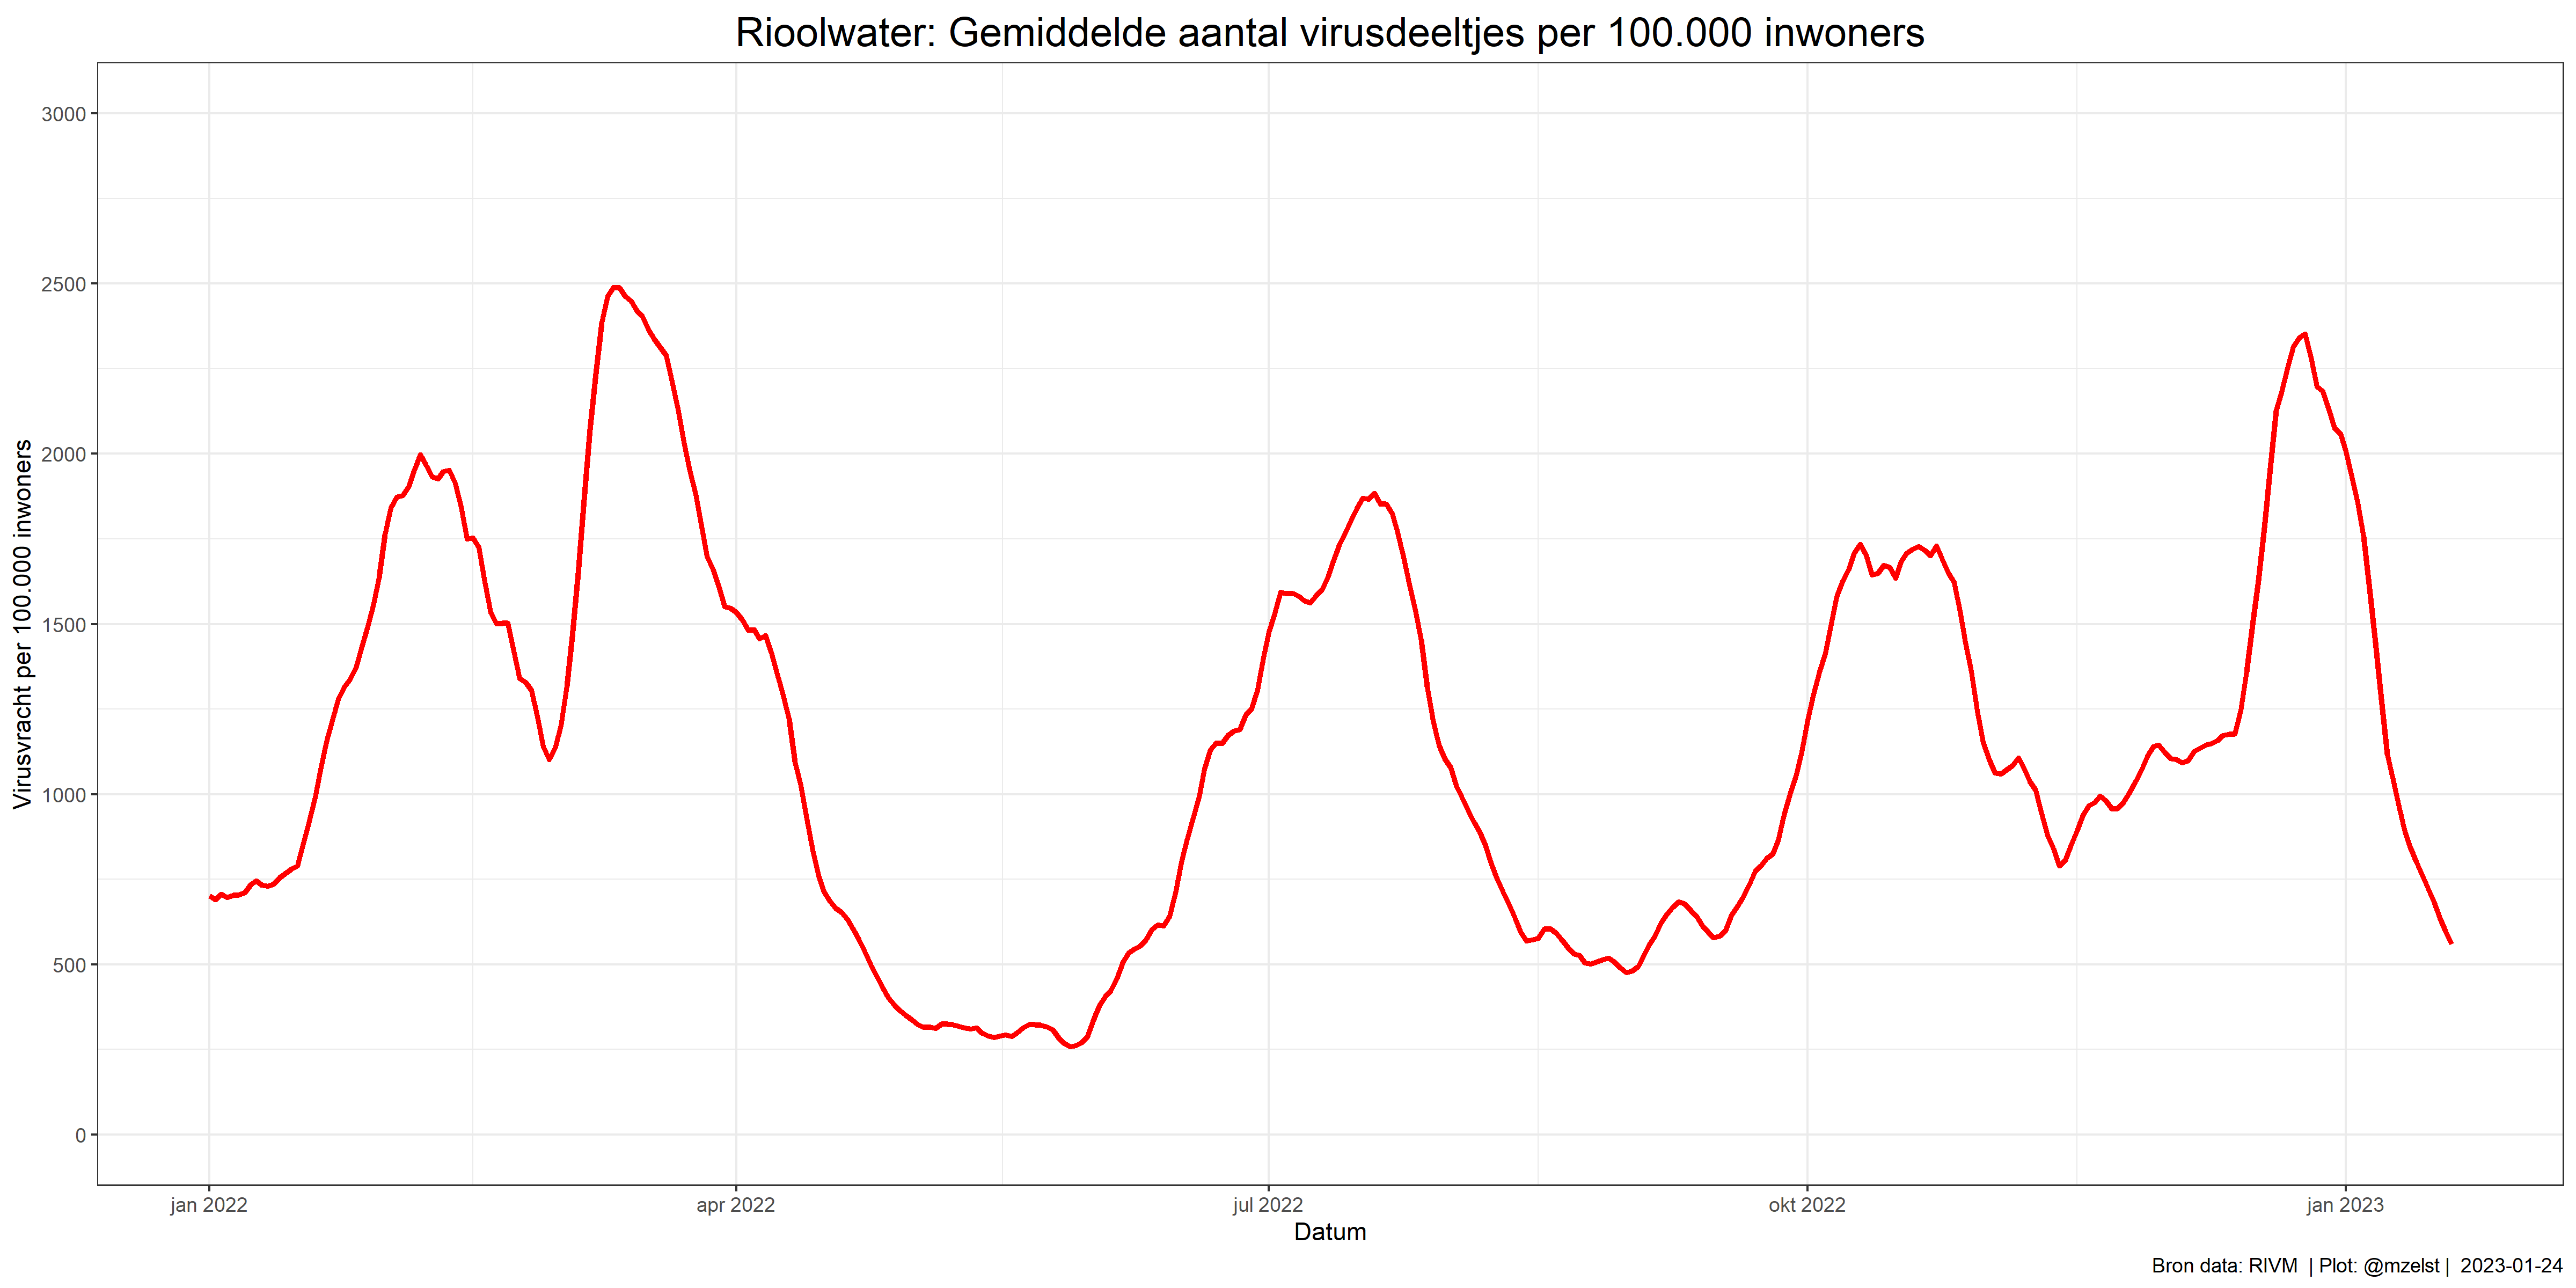 Rioolwater: Gemiddelde aantal virusdeeltjes per 100.000 inwoners
Virusvracht per 100.000 inwoners
3000
2500
2000
1500
1000
500
0
jan 2022 apr 2022 jul 2022 okt 2022 jan 2023
Datum
Bron data: RIVM | Plot: @mzelst | 2023-01-24